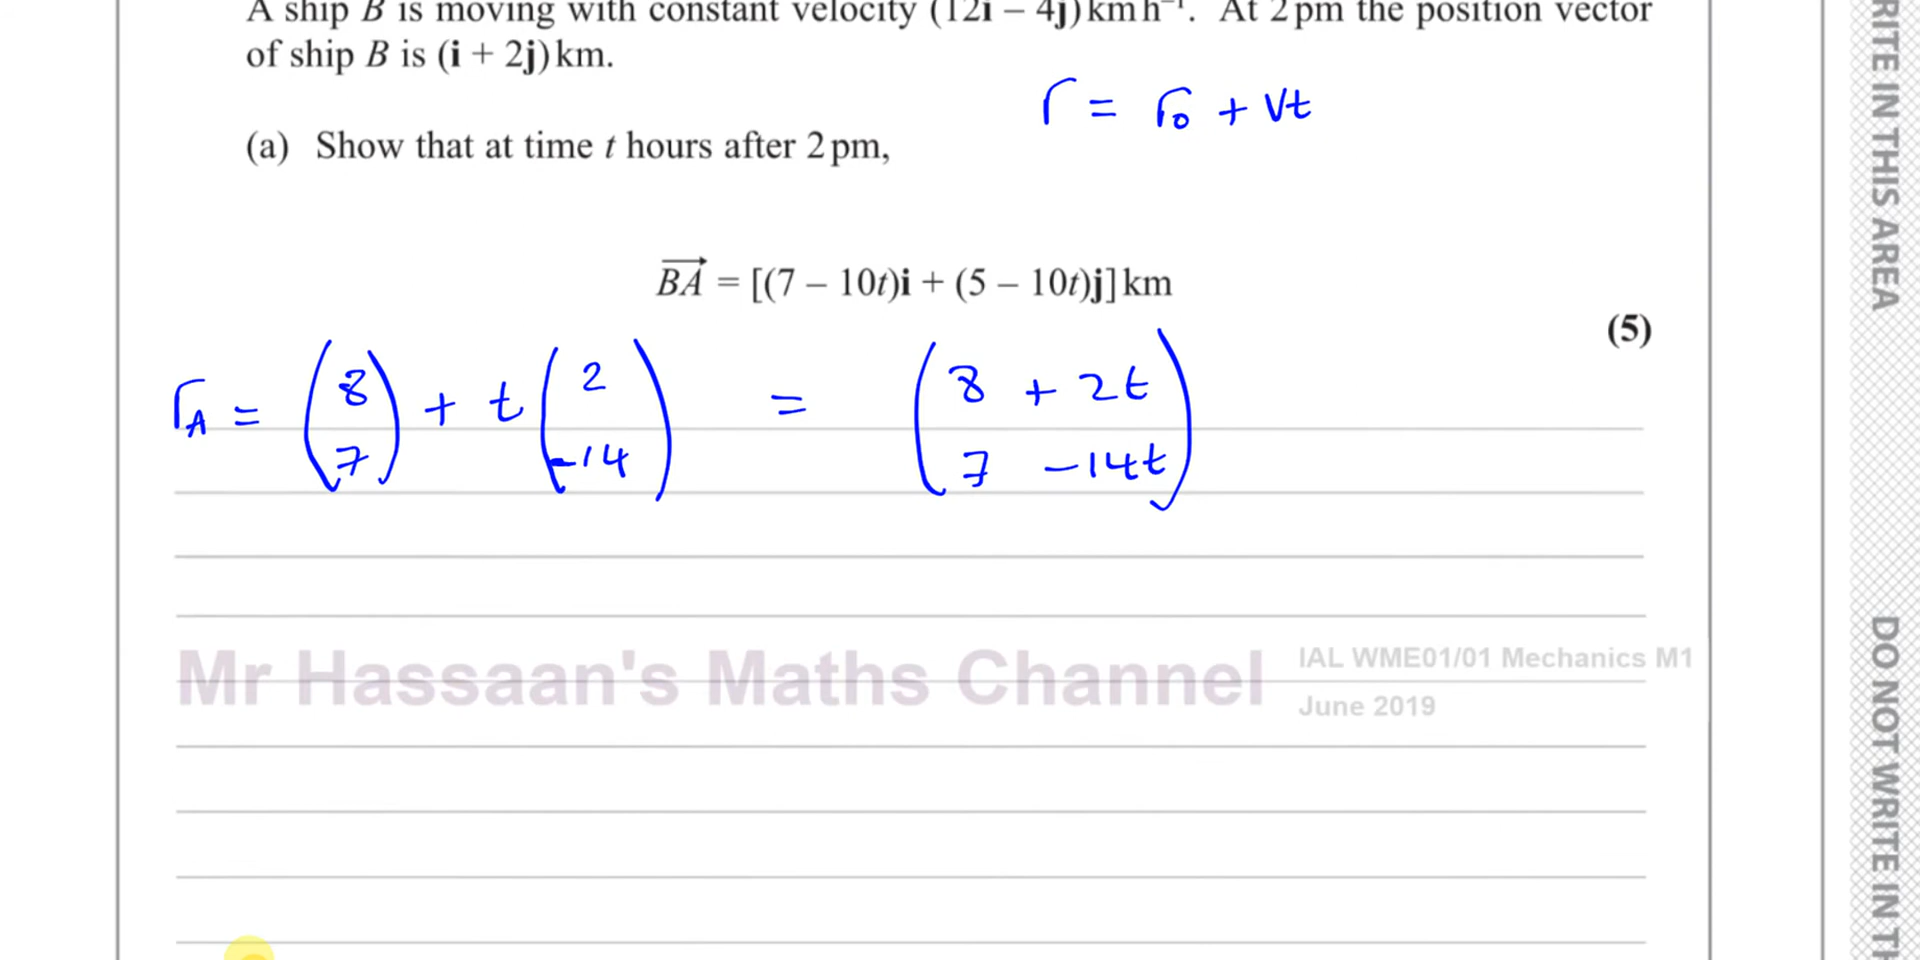 A ship B is moving with constant velocity (12i – 4j) km h⁻¹. At 2 pm the position vector
of ship B is (i + 2j) km.
r = r₀ + vt
(a) Show that at time t hours after 2 pm,
BA→ = [(7 – 10t)i + (5 – 10t)j] km
(5)
r_A = (8 7) + t (2 -14) = (8 + 2t 7 - 14t)
Mr Hassaan's Maths Channel
IAL WME01/01 Mechanics M1
June 2019
RITE IN THIS AREA
DO NOT WRITE IN TH